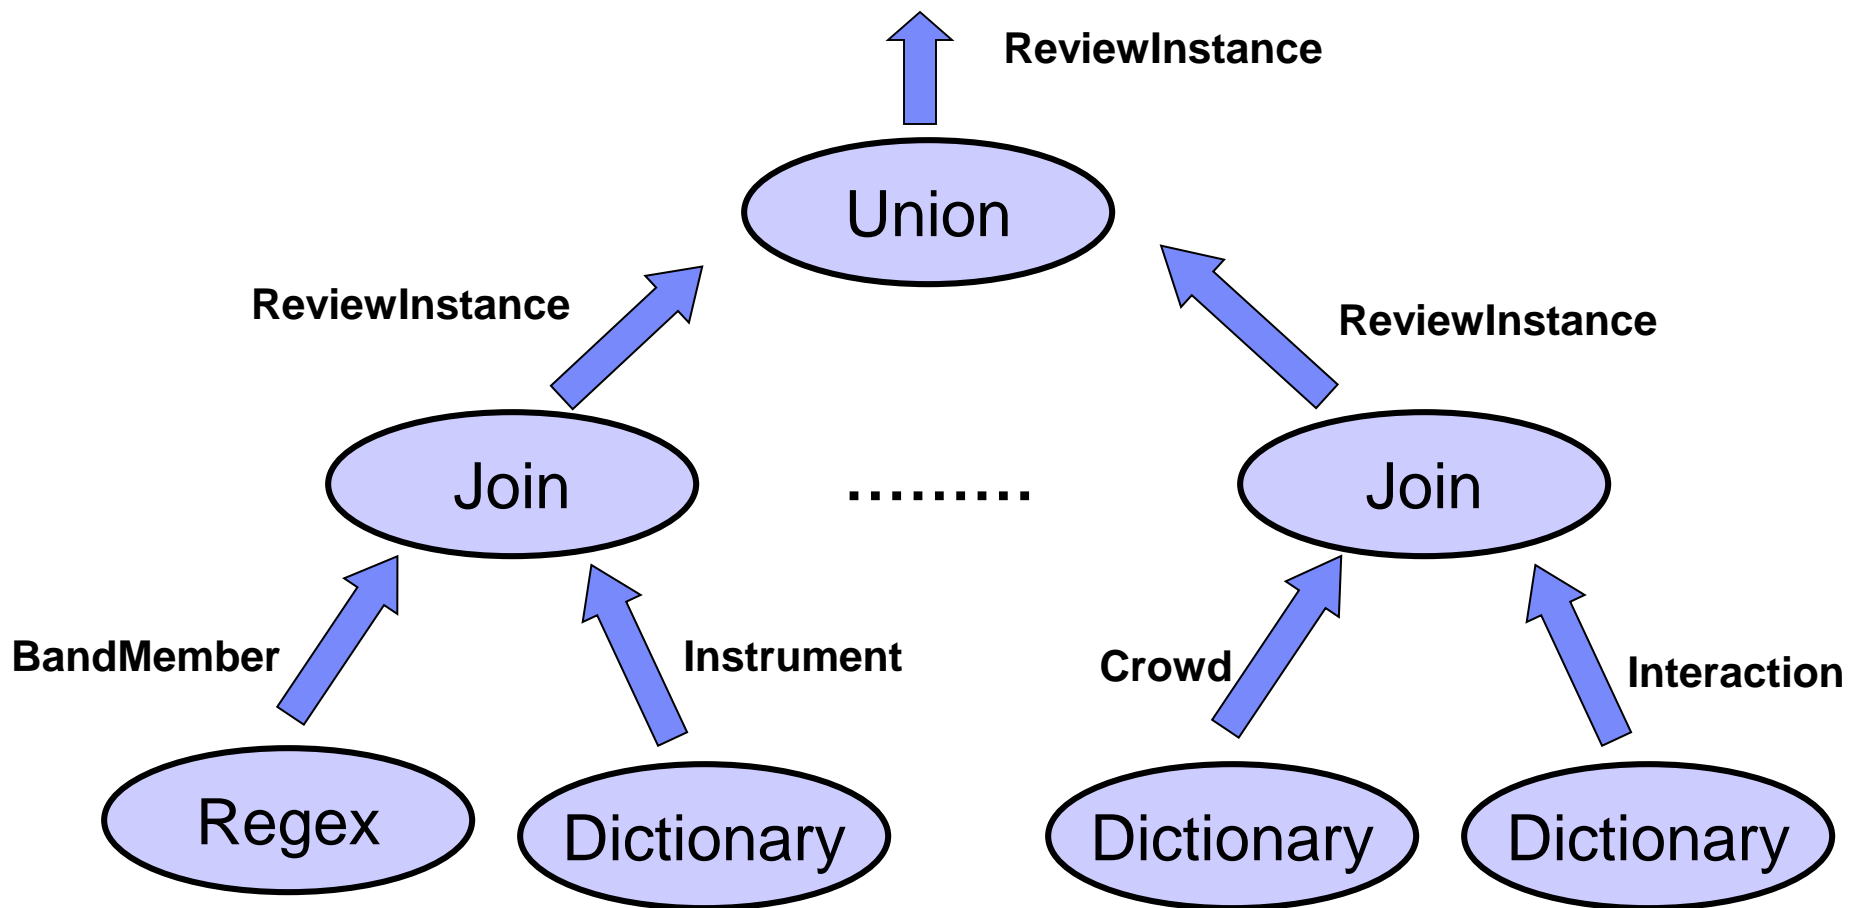 ReviewInstance
Union
ReviewInstance
ReviewInstance
Join
.........
Join
BandMember
Instrument
Crowd
Interaction
Regex
Dictionary
Dictionary
Dictionary